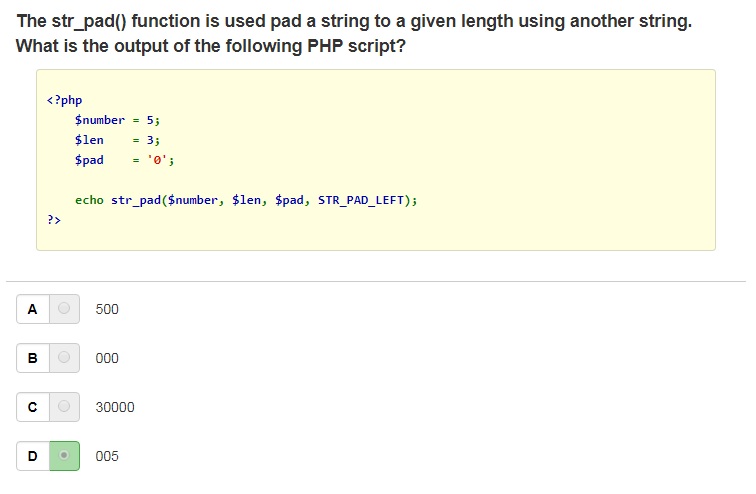 The str_pad() function is used pad a string to a given length using another string.
What is the output of the following PHP script?
<?php
$number = 5;
$len = 3;
$pad = '0';
echo str_pad($number, $len, $pad, STR_PAD_LEFT);
?>
A 500
B 000
C 30000
D 005